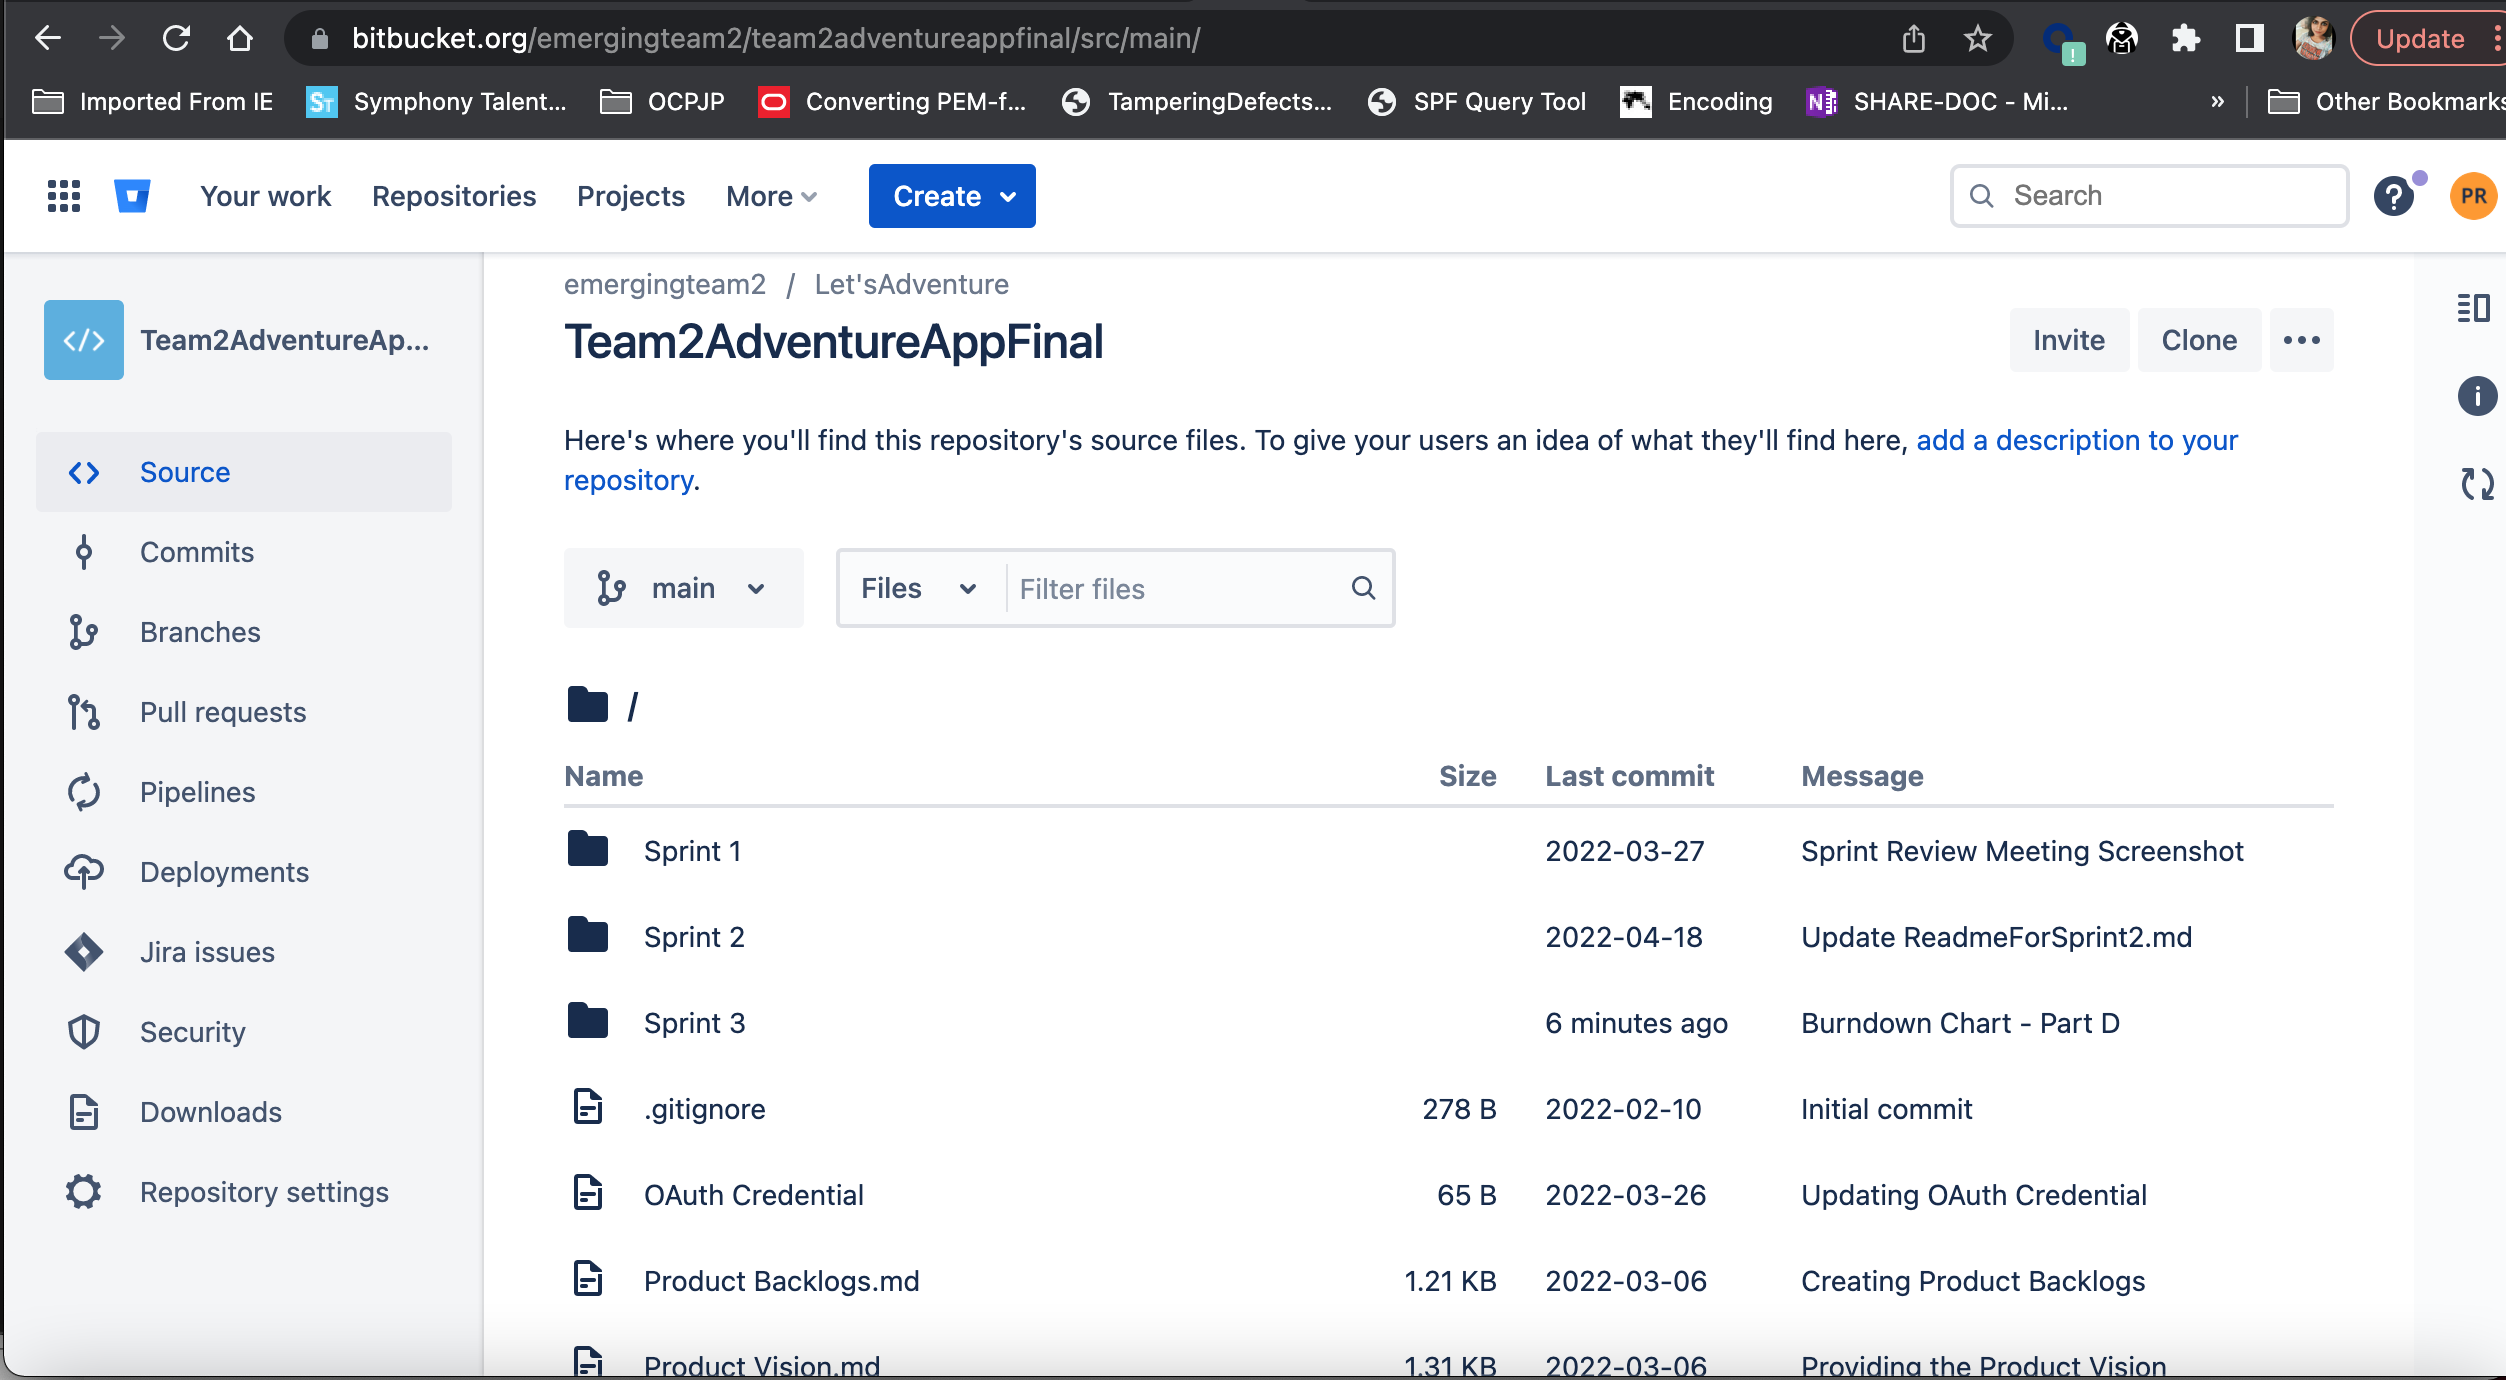 bitbucket.org/emergingteam2/team2adventureappfinal/src/main/
Update
Imported From IE
ST Symphony Talent...
OCPJP
Converting PEM-f...
TamperingDefects...
SPF Query Tool
Encoding
N SHARE-DOC - Mi...
»
Other Bookmarks
Your work
Repositories
Projects
More
Create
Search
?
PR
</> Team2AdventureAp...
Source
Commits
Branches
Pull requests
Pipelines
Deployments
Jira issues
Security
Downloads
Repository settings
emergingteam2 / Let'sAdventure
Team2AdventureAppFinal
Invite
Clone
Here's where you'll find this repository's source files. To give your users an idea of what they'll find here, add a description to your
repository.
main
Files
Filter files
/
Name Size Last commit Message
Sprint 1 2022-03-27 Sprint Review Meeting Screenshot
Sprint 2 2022-04-18 Update ReadmeForSprint2.md
Sprint 3 6 minutes ago Burndown Chart - Part D
.gitignore 278 B 2022-02-10 Initial commit
OAuth Credential 65 B 2022-03-26 Updating OAuth Credential
Product Backlogs.md 1.21 KB 2022-03-06 Creating Product Backlogs
Product Vision.md 1.31 KB 2022-03-06 Providing the Product Vision